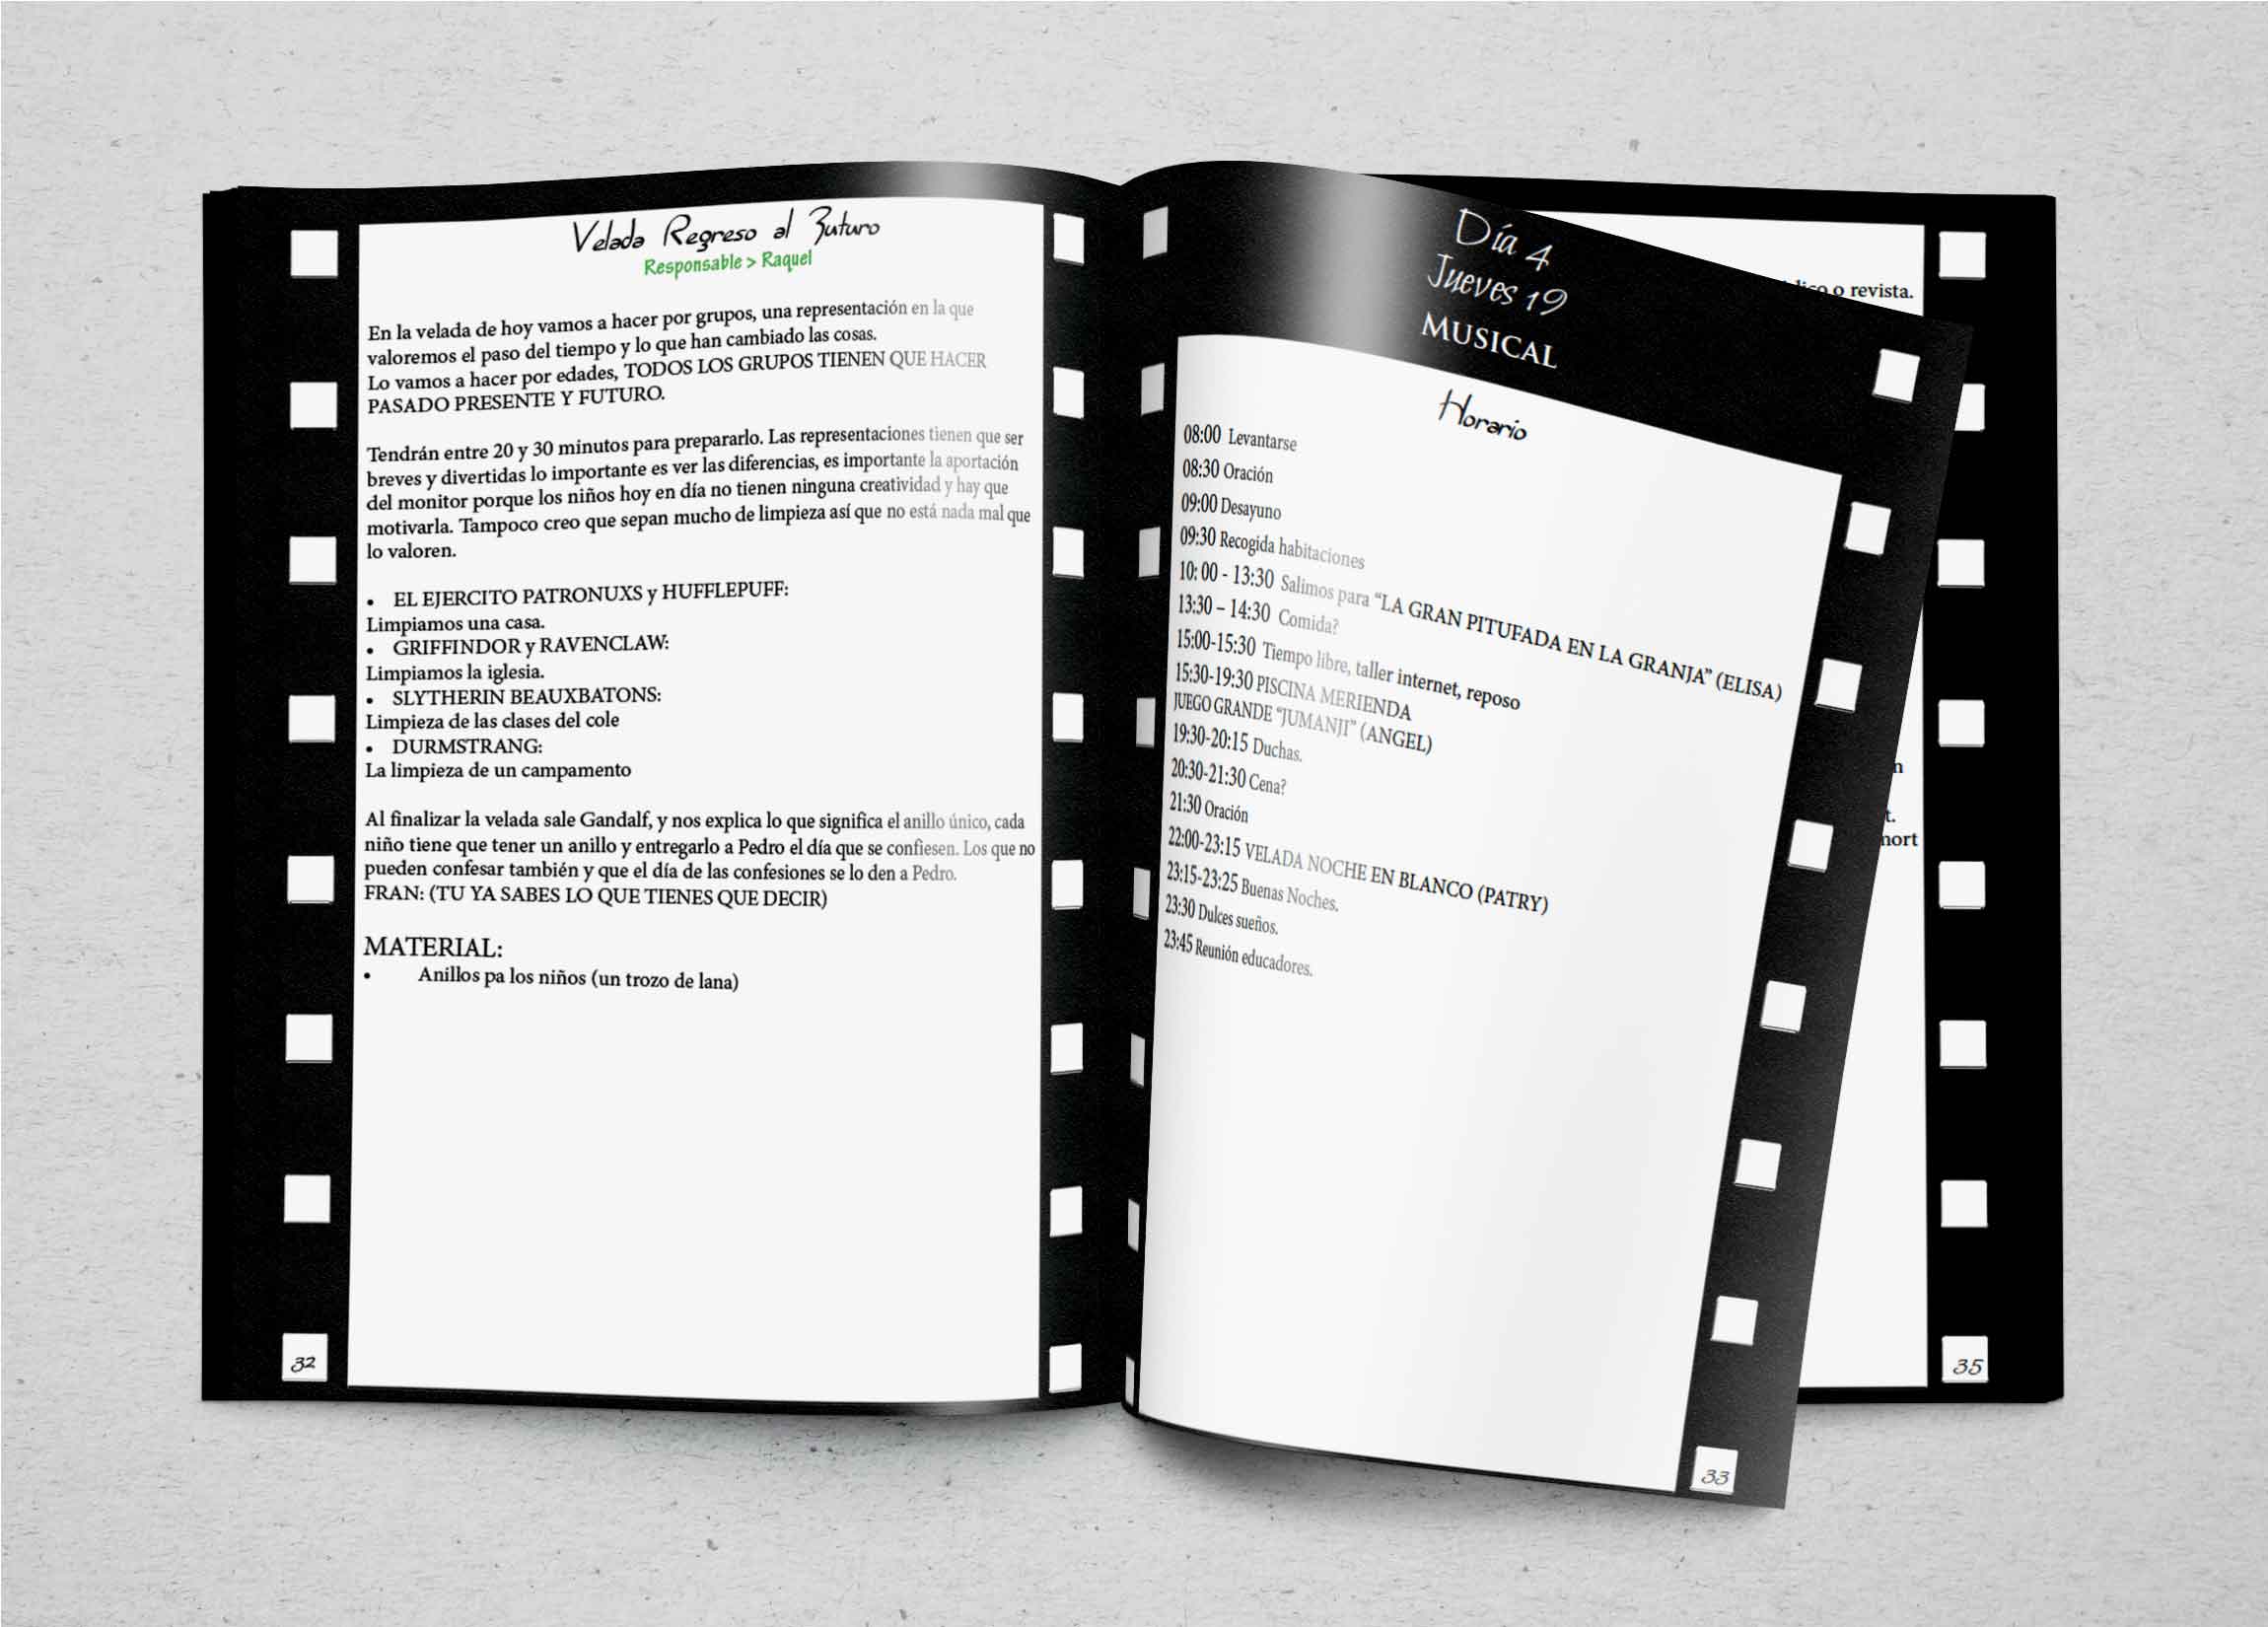 Velada Regreso al Futuro
Responsable > Raquel
En la velada de hoy vamos a hacer por grupos, una representación en la que
valoremos el paso del tiempo y lo que han cambiado las cosas.
Lo vamos a hacer por edades, TODOS LOS GRUPOS TIENEN QUE HACER
PASADO PRESENTE Y FUTURO.
Tendrán entre 20 y 30 minutos para prepararlo. Las representaciones tienen que ser
breves y divertidas lo importante es ver las diferencias, es importante la aportación
del monitor porque los niños hoy en día no tienen ninguna creatividad y hay que
motivarla. Tampoco creo que sepan mucho de limpieza así que no está nada mal que
lo valoren.
• EL EJERCITO PATRONUXS y HUFFLEPUFF:
Limpiamos una casa.
• GRIFFINDOR y RAVENCLAW:
Limpiamos la iglesia.
• SLYTHERIN BEAUXBATONS:
Limpieza de las clases del cole
• DURMSTRANG:
La limpieza de un campamento
Al finalizar la velada sale Gandalf, y nos explica lo que significa el anillo único, cada
niño tiene que tener un anillo y entregarlo a Pedro el día que se confiesen. Los que no
pueden confesar también y que el día de las confesiones se lo den a Pedro.
FRAN: (TU YA SABES LO QUE TIENES QUE DECIR)
MATERIAL:
• Anillos pa los niños (un trozo de lana)
32
Día 4
Jueves 19
MUSICAL
Horario
08:00 Levantarse
08:30 Oración
09:00 Desayuno
09:30 Recogida habitaciones
10: 00 - 13:30 Salimos para “LA GRAN PITUFADA EN LA GRANJA” (ELISA)
13:30 – 14:30 Comida?
15:00-15:30 Tiempo libre, taller internet, reposo
15:30-19:30 PISCINA MERIENDA
JUEGO GRANDE “JUMANJI” (ANGEL)
19:30-20:15 Duchas.
20:30-21:30 Cena?
21:30 Oración
22:00-23:15 VELADA NOCHE EN BLANCO (PATRY)
23:15-23:25 Buenas Noches.
23:30 Dulces sueños.
23:45 Reunión educadores.
33
o revista.
35